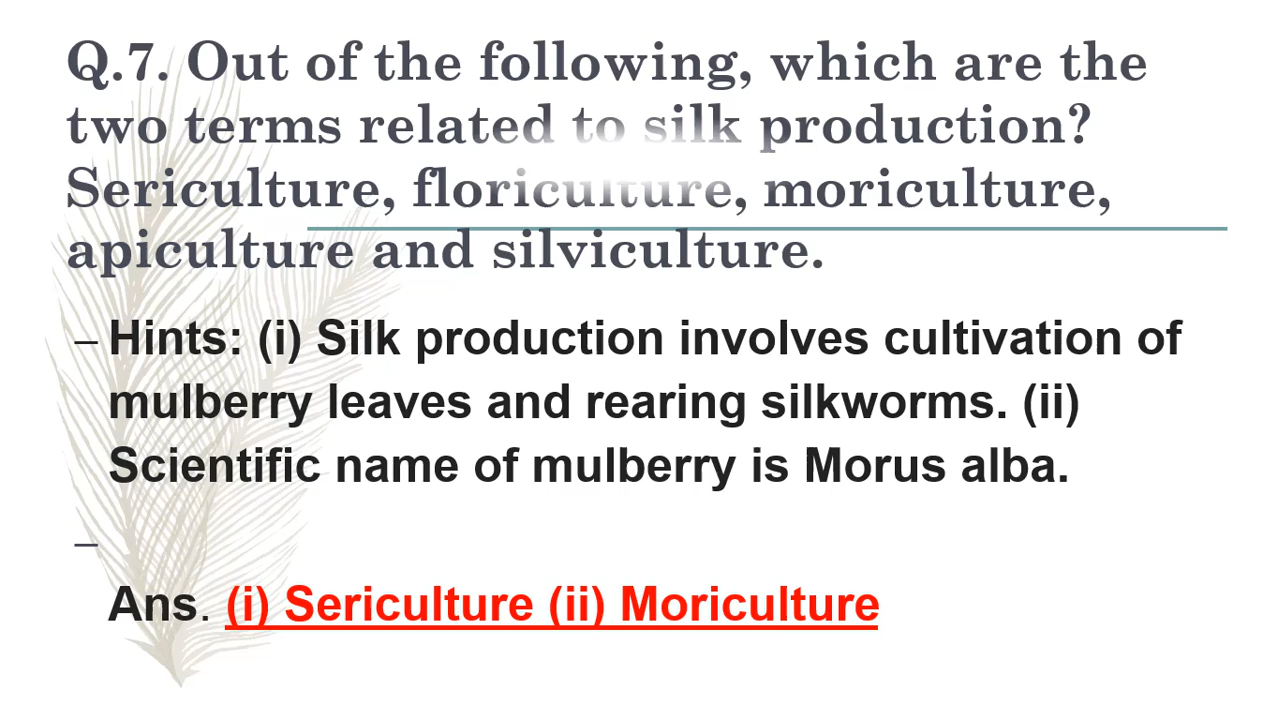 Q.7. Out of the following, which are the
two terms related to silk production?
Sericulture, floriculture, moriculture,
apiculture and silviculture.
– Hints: (i) Silk production involves cultivation of
mulberry leaves and rearing silkworms. (ii)
Scientific name of mulberry is Morus alba.
–
Ans. (i) Sericulture (ii) Moriculture